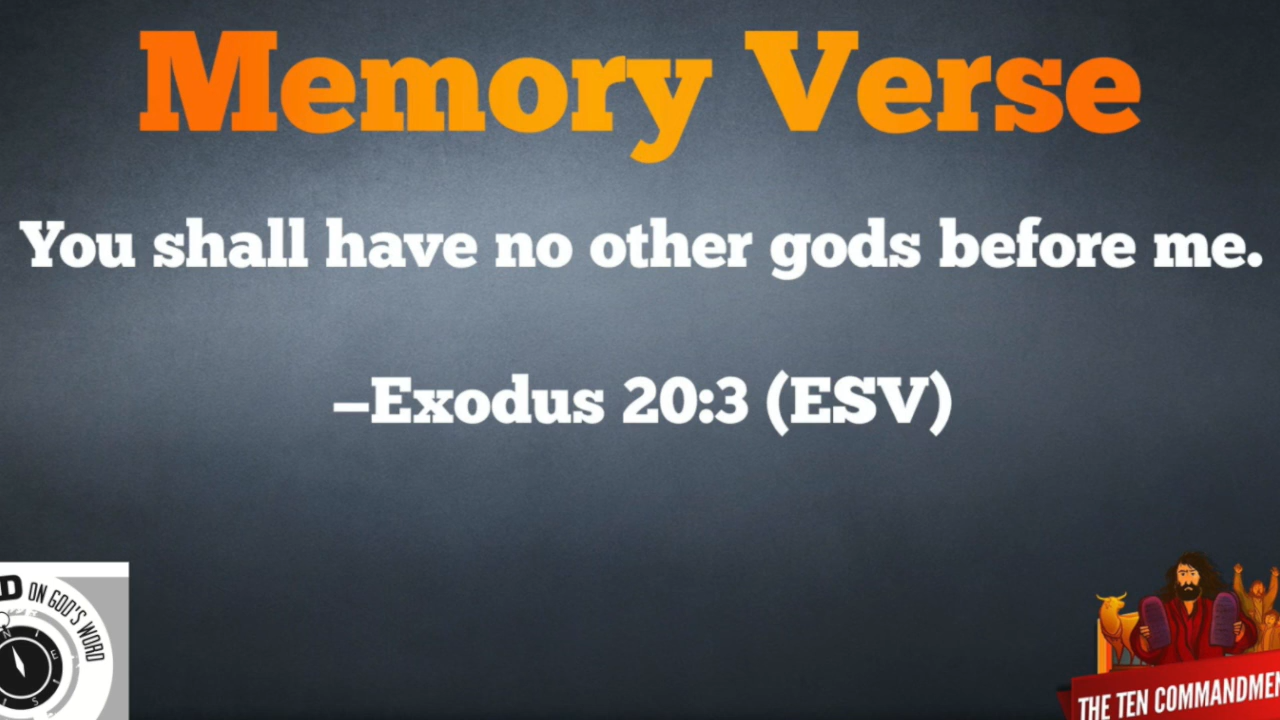 Memory Verse
You shall have no other gods before me.
–Exodus 20:3 (ESV)
D ON GOD'S WORD
N
E
S
THE TEN COMMANDMEN